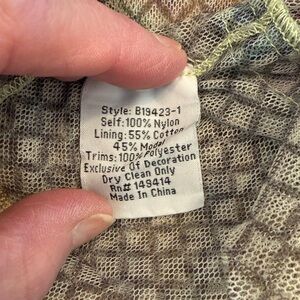 Style: B19423-1
Self: 100% Nylon
Lining: 55% Cotton
45% Modal
Trims: 100% Polyester
Exclusive Of Decoration
Dry Clean Only
Rn# 149414
Made In China